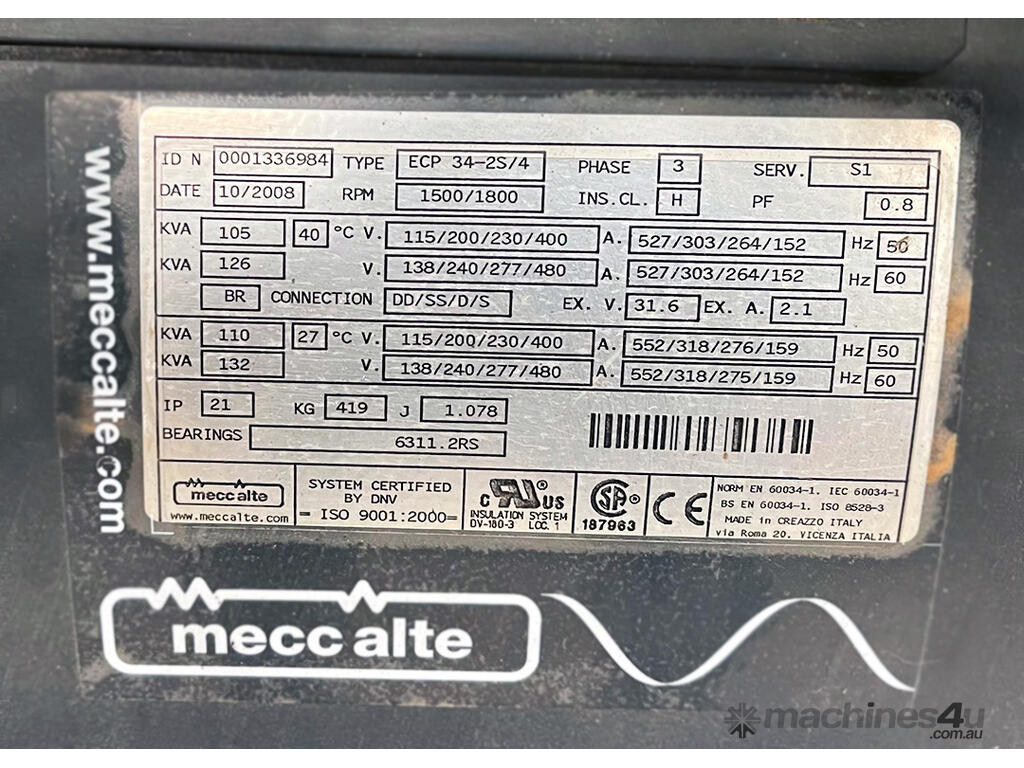 www.meccalte.com
ID N 0001336984 TYPE ECP 34-2S/4 PHASE 3 SERV. S1
DATE 10/2008 RPM 1500/1800 INS.CL. H PF 0.8
KVA 105 40 °C V. 115/200/230/400 A. 527/303/264/152 Hz 50
KVA 126 V. 138/240/277/480 A. 527/303/264/152 Hz 60
BR CONNECTION DD/SS/D/S EX. V. 31.6 EX. A. 2.1
KVA 110 27 °C V. 115/200/230/400 A. 552/318/276/159 Hz 50
KVA 132 V. 138/240/277/480 A. 552/318/275/159 Hz 60
IP 21 KG 419 J 1.078
BEARINGS 6311.2RS
mecc alte
www.meccalte.com
SYSTEM CERTIFIED
BY DNV
= ISO 9001:2000=
C UR US
INSULATION SYSTEM
DV-180-3 LOC. 1
SA ®
187963
CE
NORM EN 60034-1. IEC 60034-1
BS EN 60034-1. ISO 8528-3
MADE in CREAZZO ITALY
via Roma 20. VICENZA ITALIA
mecc alte
machines4u
.com.au